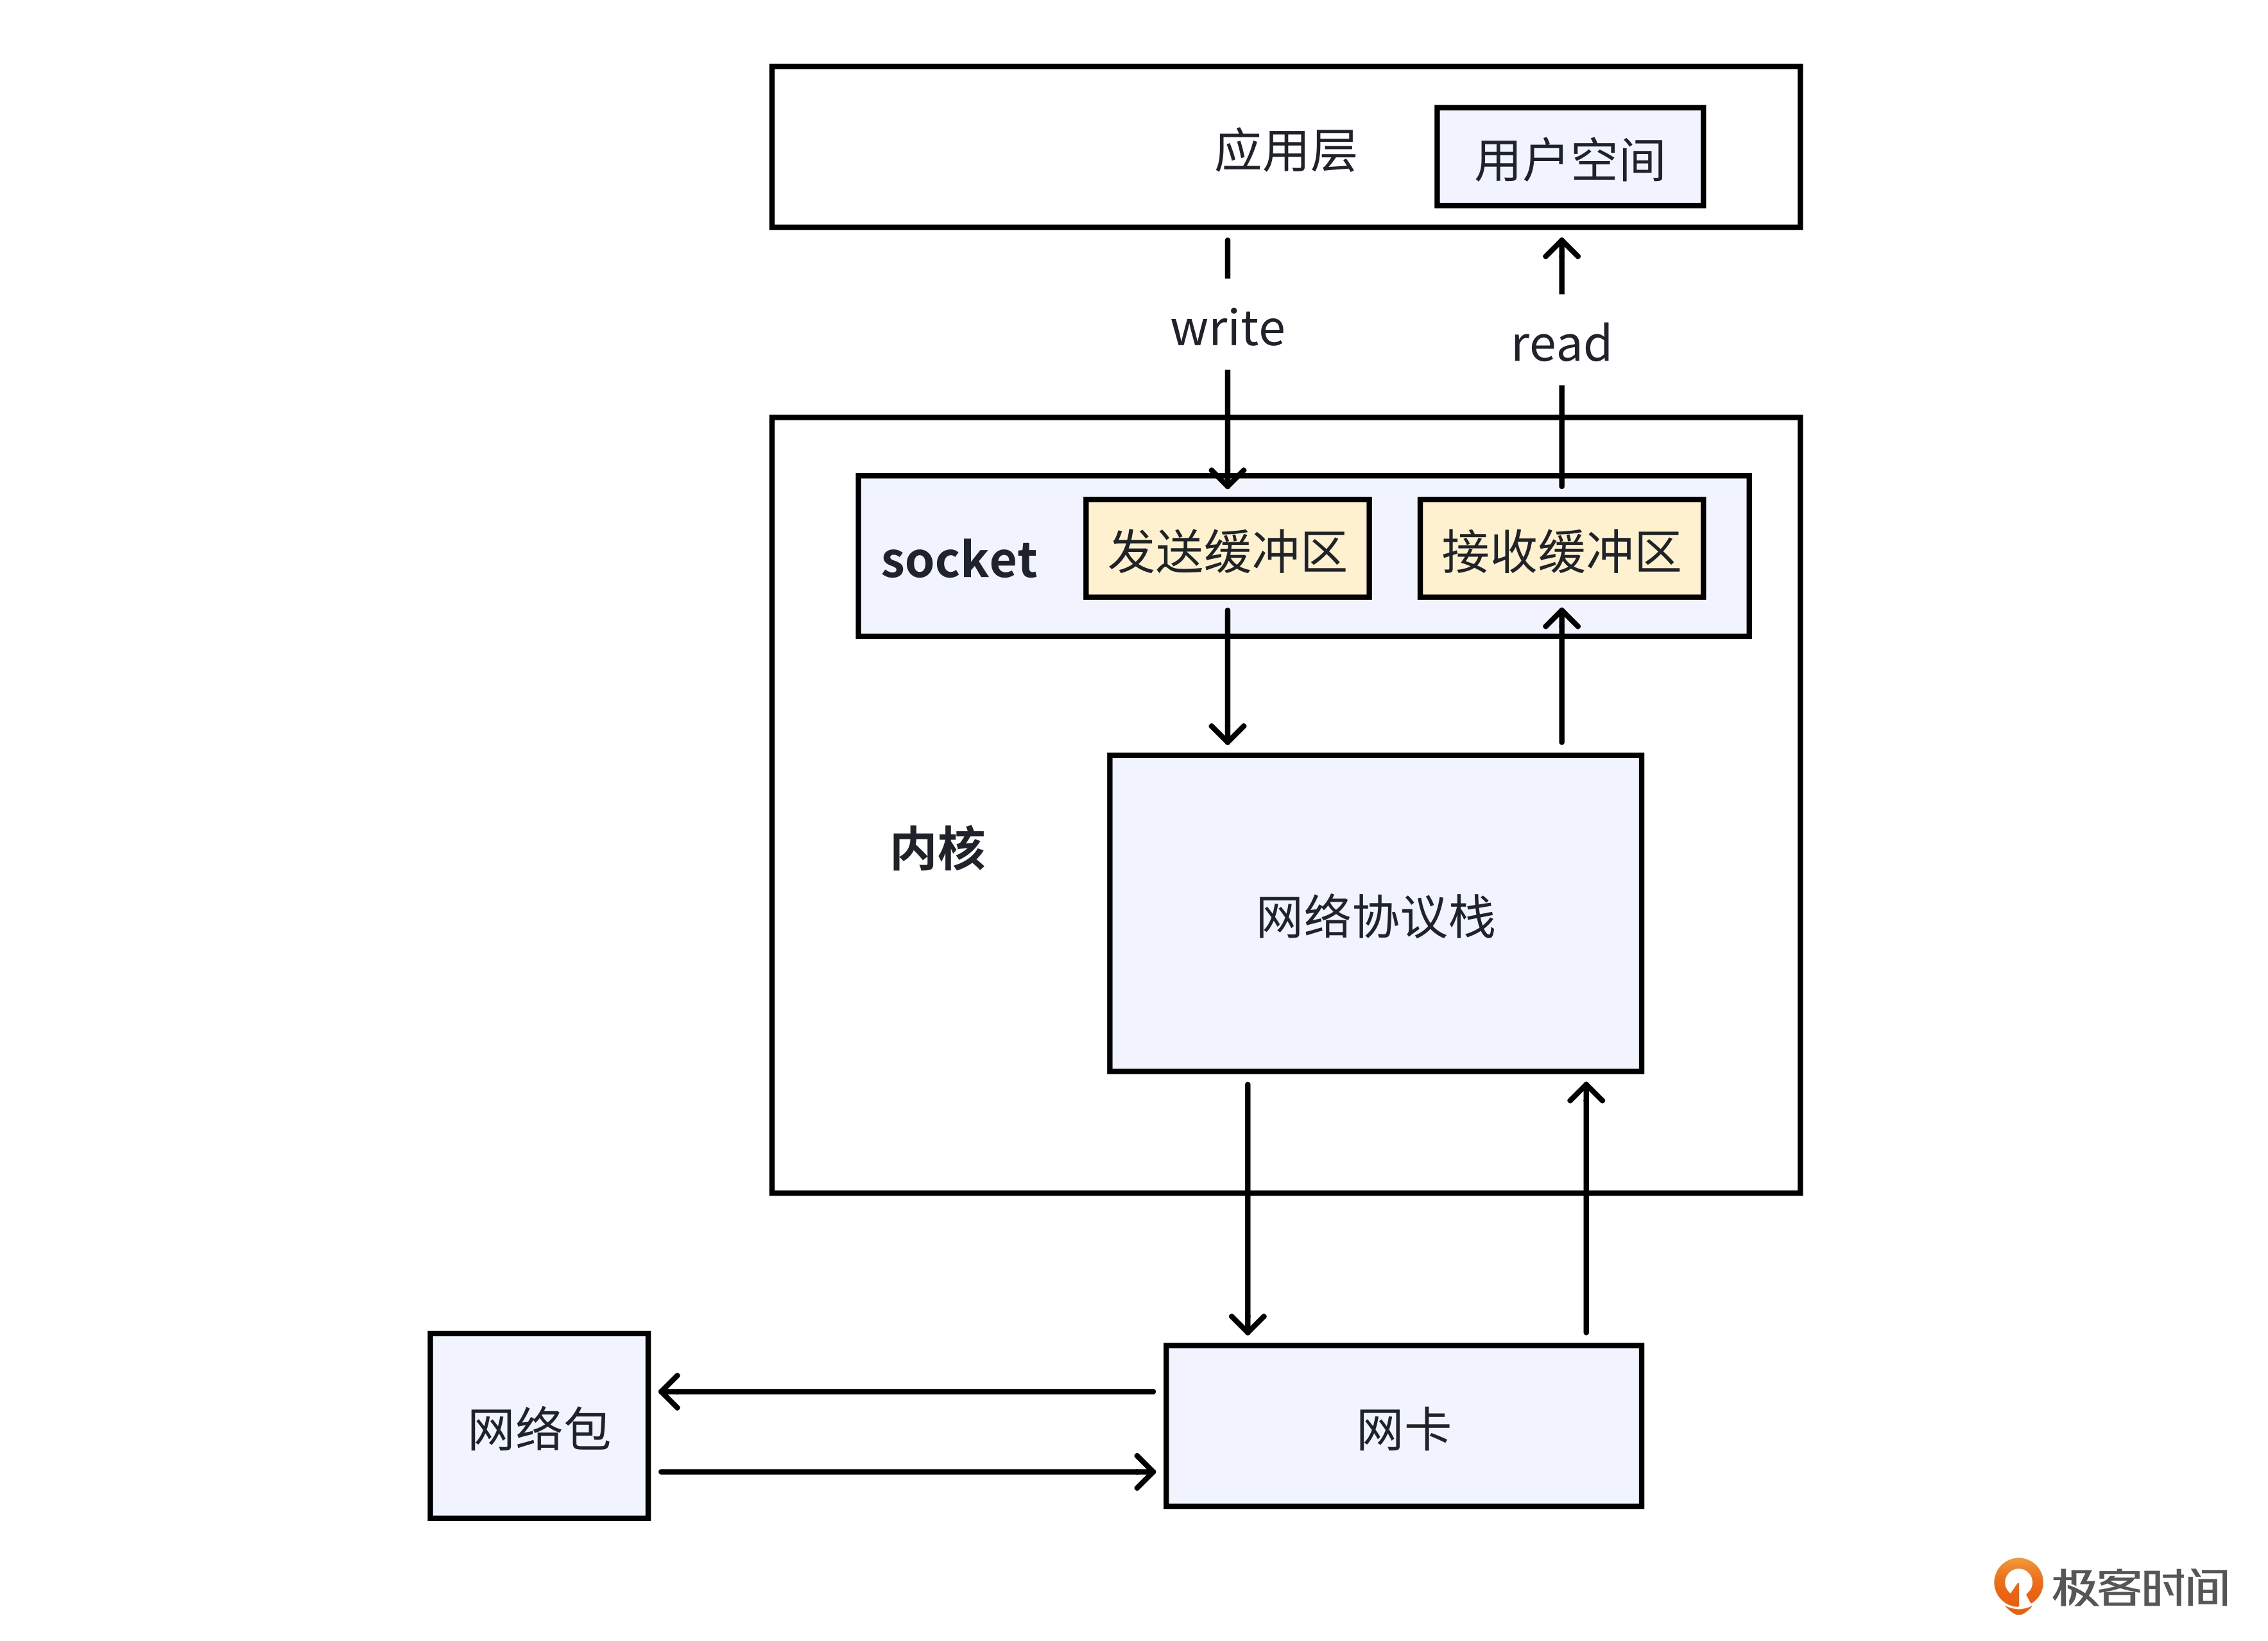 应用层
用户空间
write
read
socket
发送缓冲区
接收缓冲区
内核
网络协议栈
网络包
网卡
极客时间